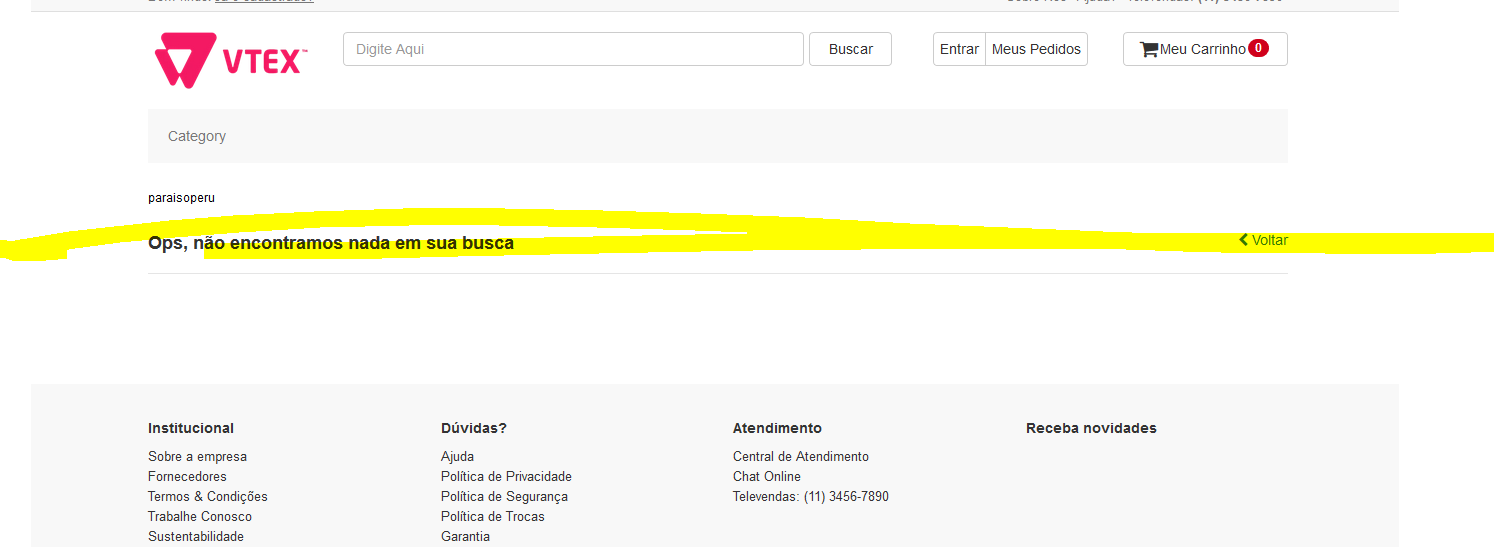 VTEX™
Digite Aqui
Buscar
Entrar
Meus Pedidos
Meu Carrinho 0
Category
paraisoperu
Ops, não encontramos nada em sua busca
Voltar
Institucional
Sobre a empresa
Fornecedores
Termos & Condições
Trabalhe Conosco
Sustentabilidade
Dúvidas?
Ajuda
Política de Privacidade
Política de Segurança
Política de Trocas
Garantia
Atendimento
Central de Atendimento
Chat Online
Televendas: (11) 3456-7890
Receba novidades